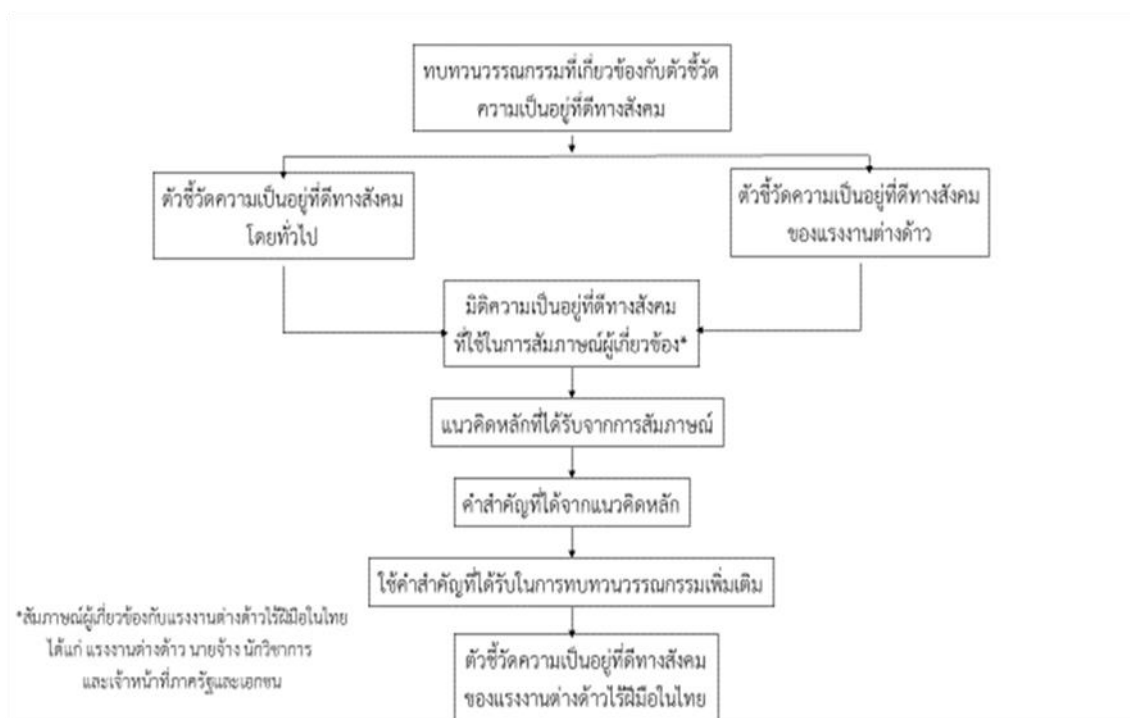 ทบทวนวรรณกรรมที่เกี่ยวข้องกับตัวชี้วัด
ความเป็นอยู่ที่ดีทางสังคม
ตัวชี้วัดความเป็นอยู่ที่ดีทางสังคม
โดยทั่วไป
ตัวชี้วัดความเป็นอยู่ที่ดีทางสังคม
ของแรงงานต่างด้าว
มิติความเป็นอยู่ที่ดีทางสังคม
ที่ใช้ในการสัมภาษณ์ผู้เกี่ยวข้อง*
แนวคิดหลักที่ได้รับจากการสัมภาษณ์
คำสำคัญที่ได้จากแนวคิดหลัก
ใช้คำสำคัญที่ได้รับในการทบทวนวรรณกรรมเพิ่มเติม
ตัวชี้วัดความเป็นอยู่ที่ดีทางสังคม
ของแรงงานต่างด้าวไร้ฝีมือในไทย
*สัมภาษณ์ผู้เกี่ยวข้องกับแรงงานต่างด้าวไร้ฝีมือในไทย
ได้แก่ แรงงานต่างด้าว นายจ้าง นักวิชาการ
และเจ้าหน้าที่ภาครัฐและเอกชน